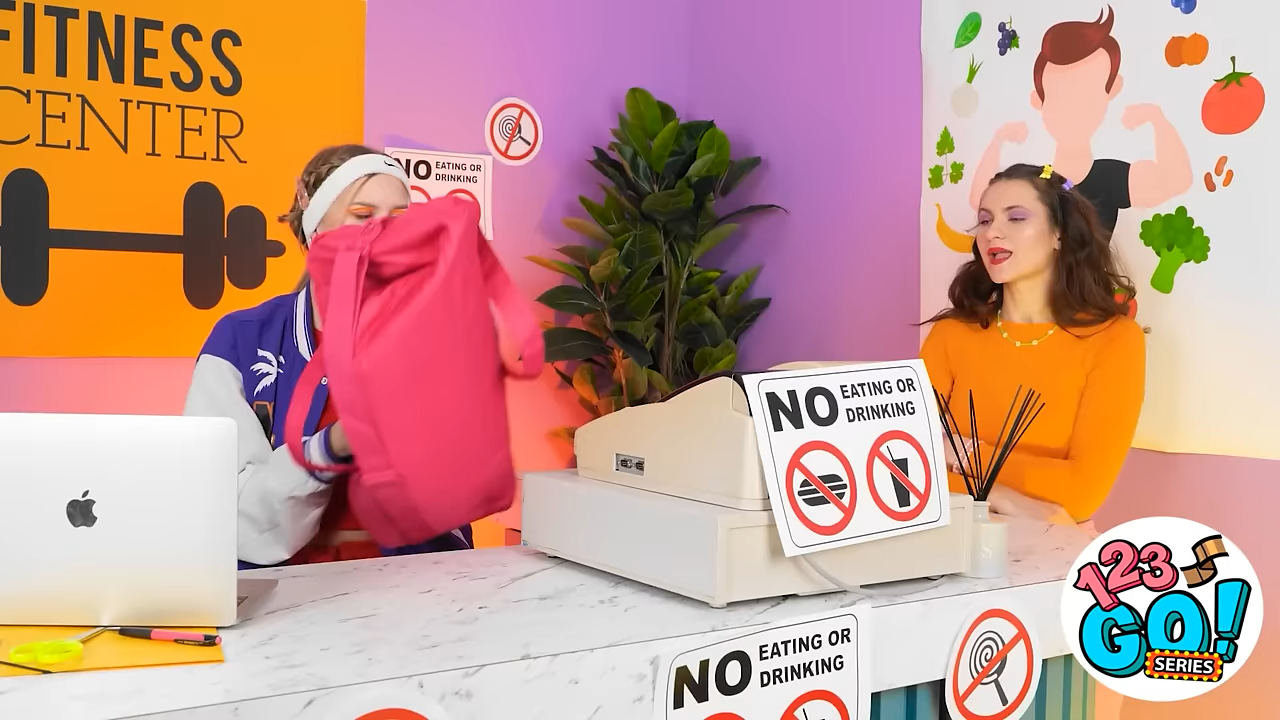 FITNESS
CENTER
NO EATING OR
DRINKING
NO EATING OR
DRINKING
NO EATING OR
DRINKING
123
GO!
SERIES